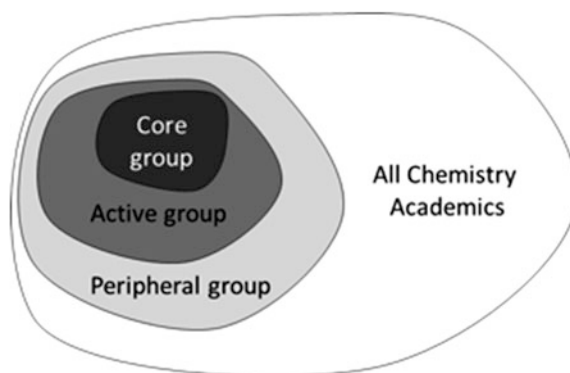 Core
group
All Chemistry
Academics
Active group
Peripheral group